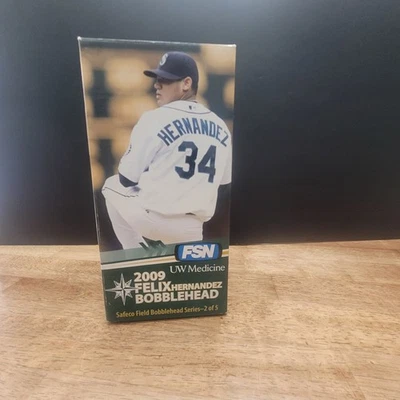 S
HERNANDEZ
34
FSN
UW Medicine
2009
FELIX HERNANDEZ
BOBBLEHEAD
Safeco Field Bobblehead Series–2 of 5